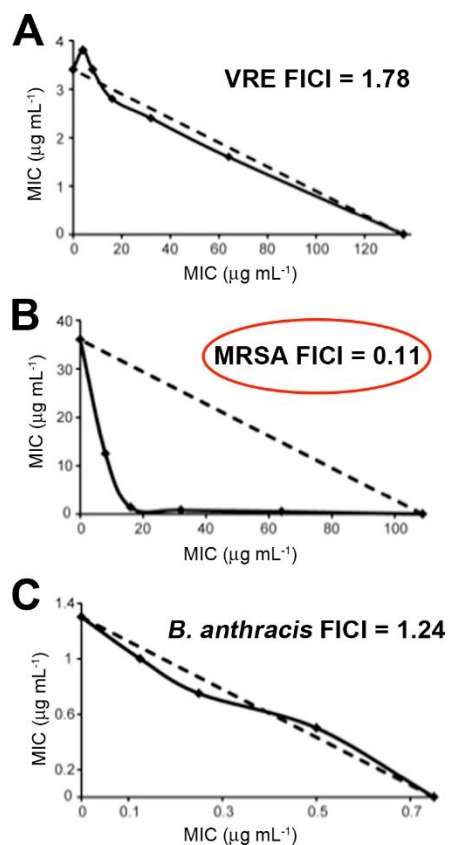 A
VRE FICI = 1.78
MIC (μg mL⁻¹)
4
3
2
1
0
0 20 40 60 80 100 120
MIC (μg mL⁻¹)
B
MRSA FICI = 0.11
MIC (μg mL⁻¹)
40
30
20
10
0
0 20 40 60 80 100
MIC (μg mL⁻¹)
C
B. anthracis FICI = 1.24
MIC (μg mL⁻¹)
1.4
1
0.6
0.2
0
0 0.1 0.3 0.5 0.7
MIC (μg mL⁻¹)